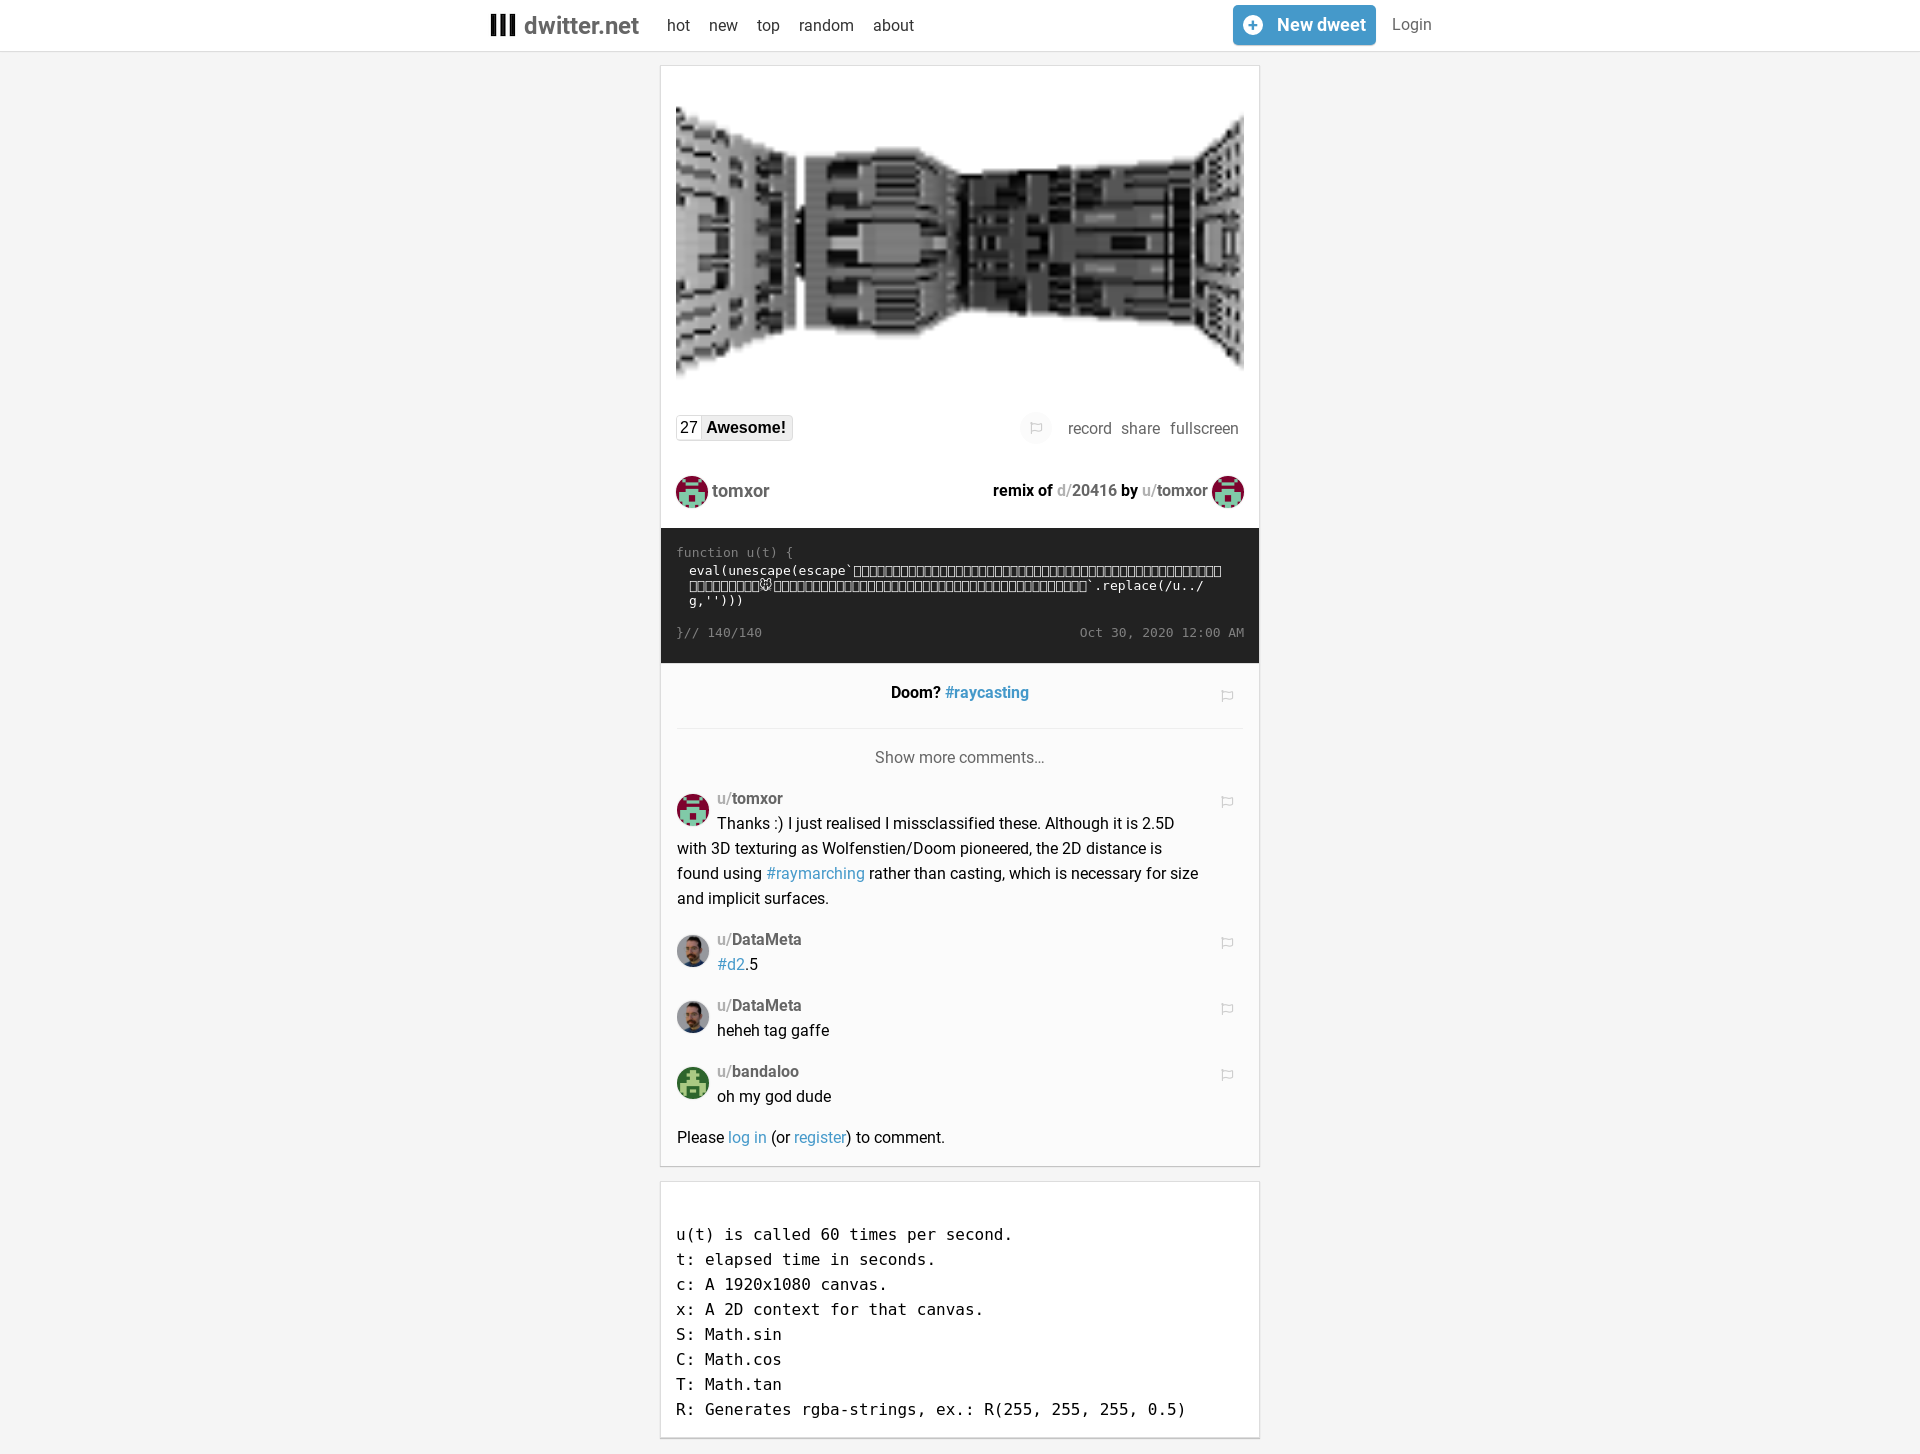 dwitter.net hot new top random about New dweet Login
27 Awesome! record share fullscreen
tomxor remix of d/20416 by u/tomxor
function u(t) {
eval(unescape(escape`
`.replace(/u../
g,'')))
}// 140/140 Oct 30, 2020 12:00 AM
Doom? #raycasting
Show more comments…
u/tomxor
Thanks :) I just realised I missclassified these. Although it is 2.5D
with 3D texturing as Wolfenstien/Doom pioneered, the 2D distance is
found using #raymarching rather than casting, which is necessary for size
and implicit surfaces.
u/DataMeta
#d2.5
u/DataMeta
heheh tag gaffe
u/bandaloo
oh my god dude
Please log in (or register) to comment.
u(t) is called 60 times per second.
t: elapsed time in seconds.
c: A 1920x1080 canvas.
x: A 2D context for that canvas.
S: Math.sin
C: Math.cos
T: Math.tan
R: Generates rgba-strings, ex.: R(255, 255, 255, 0.5)